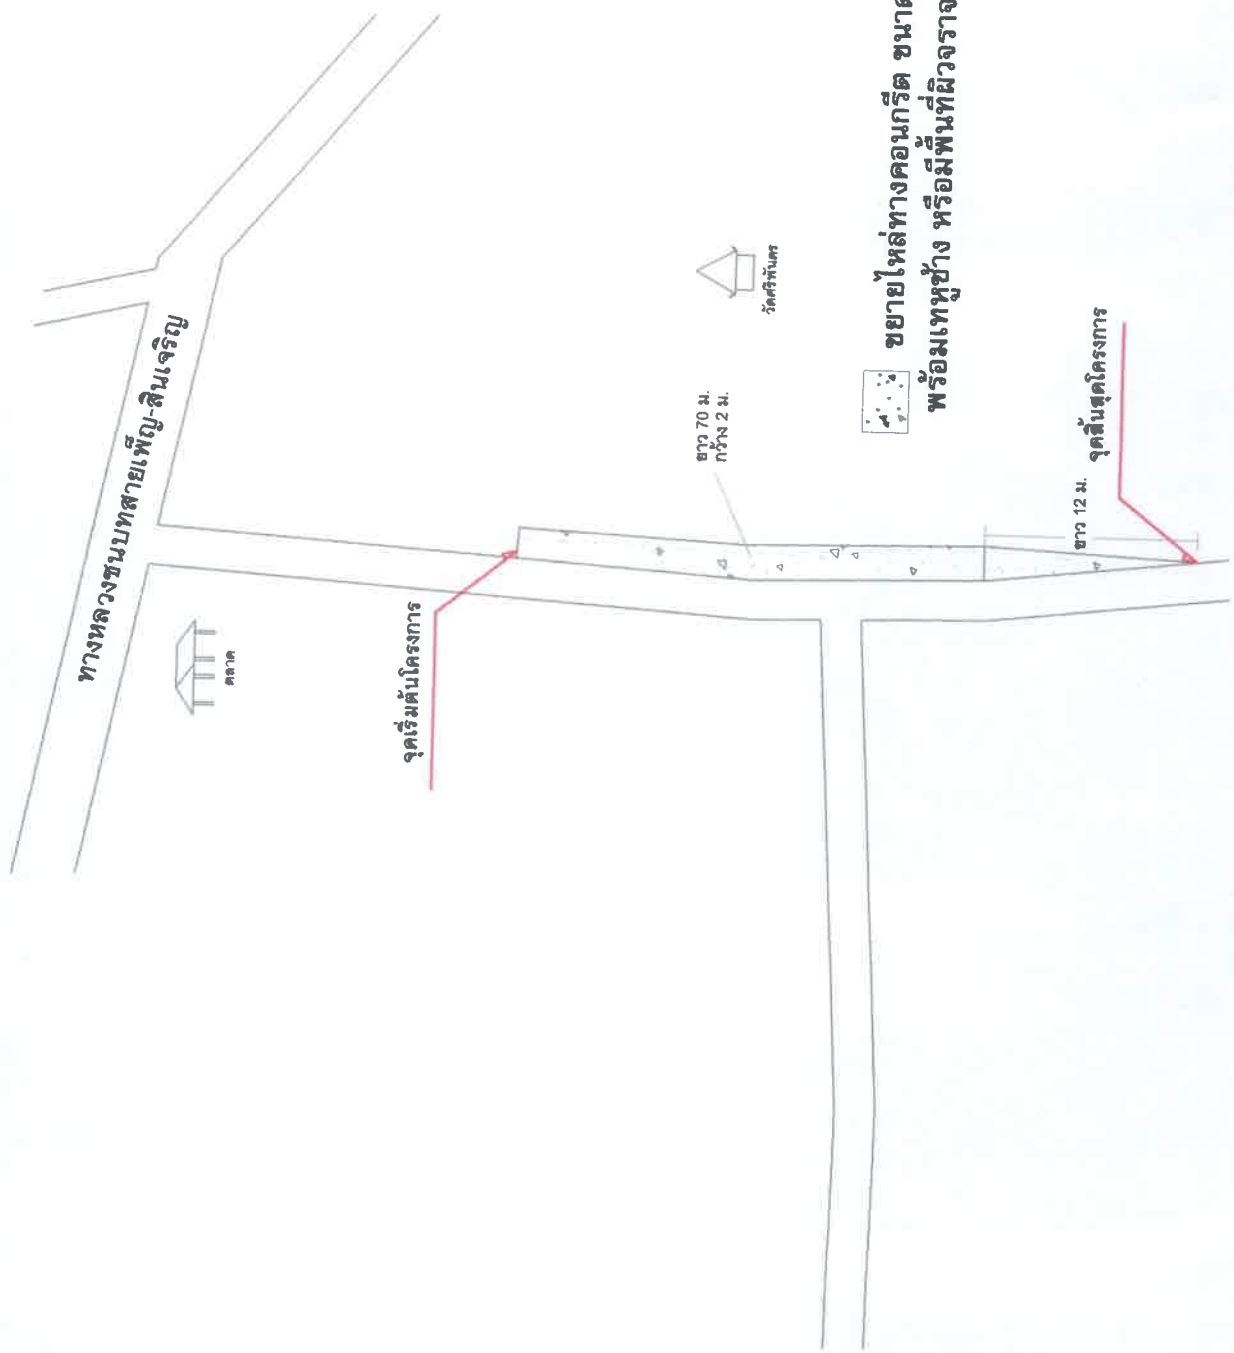 ทางหลวงชนบทสายเพ็ญ-สินเจริญ
ตลาด
จุดเริ่มต้นโครงการ
ยาว 70 ม.
กว้าง 2 ม.
วัดศรีพันดร
ขยายไหล่ทางคอนกรีต ขนาด
พร้อมเทหูช้าง หรือมีพื้นที่ผิวจราจ
ยาว 12 ม.
จุดสิ้นสุดโครงการ